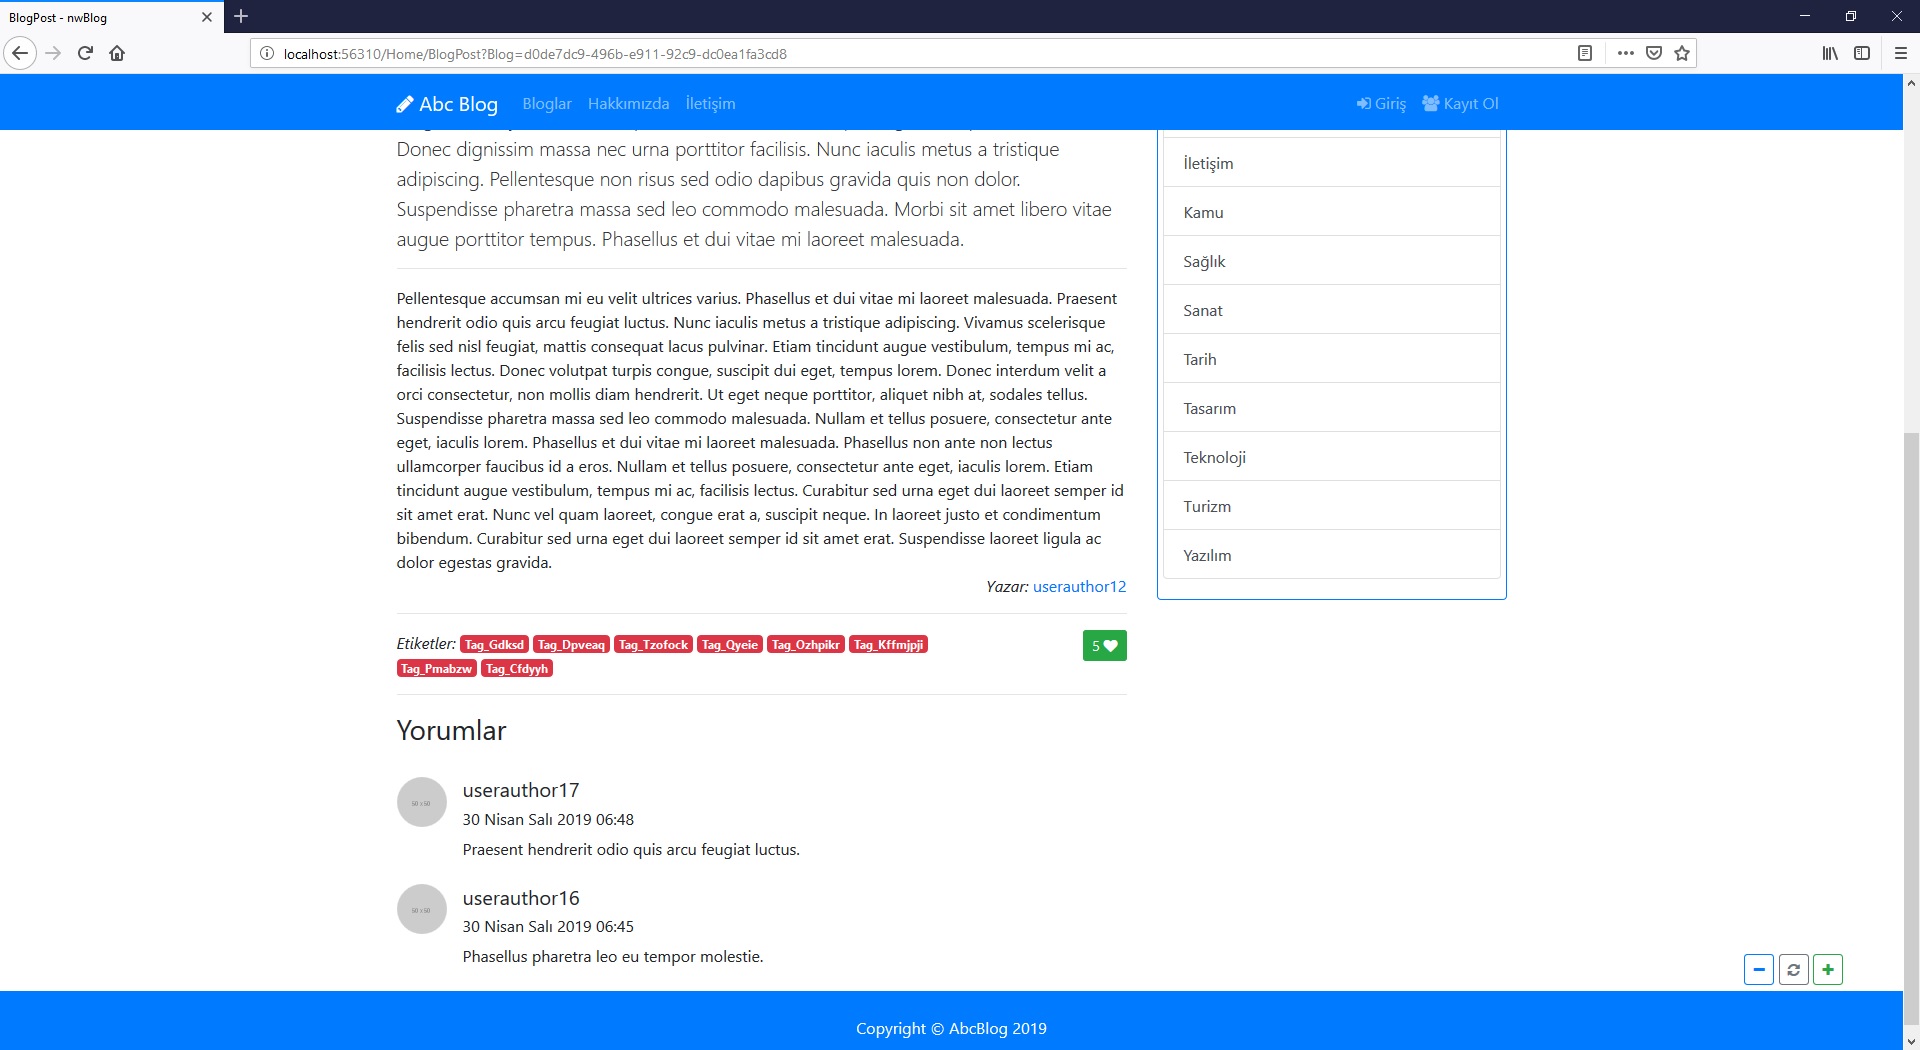 BlogPost - nwBlog
localhost:56310/Home/BlogPost?Blog=d0de7dc9-496b-e911-92c9-dc0ea1fa3cd8
Abc Blog Bloglar Hakkımızda İletişim Giriş Kayıt Ol
Donec dignissim massa nec urna porttitor facilisis. Nunc iaculis metus a tristique
adipiscing. Pellentesque non risus sed odio dapibus gravida quis non dolor.
Suspendisse pharetra massa sed leo commodo malesuada. Morbi sit amet libero vitae
augue porttitor tempus. Phasellus et dui vitae mi laoreet malesuada.
Pellentesque accumsan mi eu velit ultrices varius. Phasellus et dui vitae mi laoreet malesuada. Praesent
hendrerit odio quis arcu feugiat luctus. Nunc iaculis metus a tristique adipiscing. Vivamus scelerisque
felis sed nisl feugiat, mattis consequat lacus pulvinar. Etiam tincidunt augue vestibulum, tempus mi ac,
facilisis lectus. Donec volutpat turpis congue, suscipit dui eget, tempus lorem. Donec interdum velit a
orci consectetur, non mollis diam hendrerit. Ut eget neque porttitor, aliquet nibh at, sodales tellus.
Suspendisse pharetra massa sed leo commodo malesuada. Nullam et tellus posuere, consectetur ante
eget, iaculis lorem. Phasellus et dui vitae mi laoreet malesuada. Phasellus non ante non lectus
ullamcorper faucibus id a eros. Nullam et tellus posuere, consectetur ante eget, iaculis lorem. Etiam
tincidunt augue vestibulum, tempus mi ac, facilisis lectus. Curabitur sed urna eget dui laoreet semper id
sit amet erat. Nunc vel quam laoreet, congue erat a, suscipit neque. In laoreet justo et condimentum
bibendum. Curabitur sed urna eget dui laoreet semper id sit amet erat. Suspendisse laoreet ligula ac
dolor egestas gravida.
Yazar: userauthor12
Etiketler: Tag_Gdksd Tag_Dpveaq Tag_Tzofock Tag_Qyeie Tag_Ozhpikr Tag_Kffmjpji
Tag_Pmabzw Tag_Cfdyyh
5
Yorumlar
50 x 50
userauthor17
30 Nisan Salı 2019 06:48
Praesent hendrerit odio quis arcu feugiat luctus.
50 x 50
userauthor16
30 Nisan Salı 2019 06:45
Phasellus pharetra leo eu tempor molestie.
İletişim
Kamu
Sağlık
Sanat
Tarih
Tasarım
Teknoloji
Turizm
Yazılım
Copyright © AbcBlog 2019